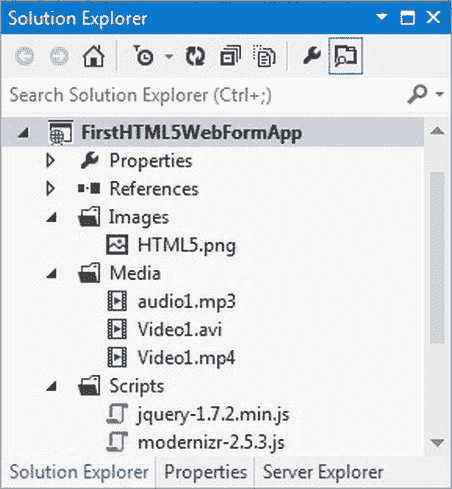 Solution Explorer
Search Solution Explorer (Ctrl+;)
FirstHTML5WebFormApp
Properties
References
Images
HTML5.png
Media
audio1.mp3
Video1.avi
Video1.mp4
Scripts
jquery-1.7.2.min.js
modernizr-2.5.3.js
Solution Explorer Properties Server Explorer